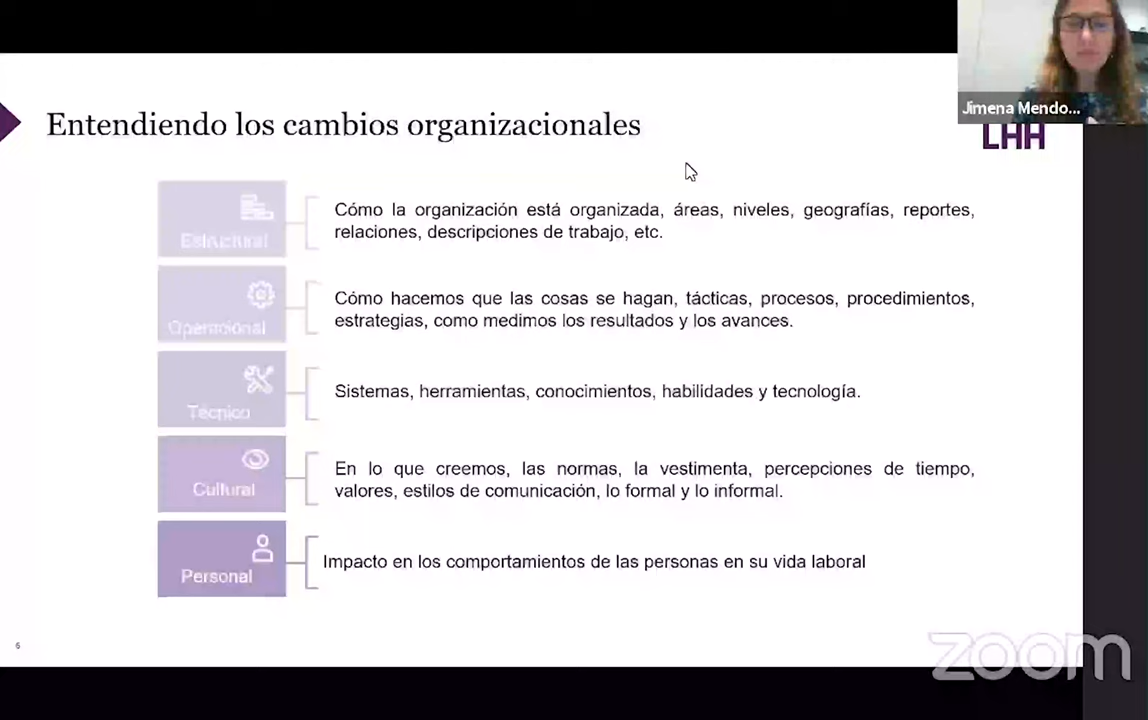 Jimena Mendo...
LHH
Entendiendo los cambios organizacionales
Estructural
Cómo la organización está organizada, áreas, niveles, geografías, reportes,
relaciones, descripciones de trabajo, etc.
Operacional
Cómo hacemos que las cosas se hagan, tácticas, procesos, procedimientos,
estrategias, como medimos los resultados y los avances.
Técnico
Sistemas, herramientas, conocimientos, habilidades y tecnología.
Cultural
En lo que creemos, las normas, la vestimenta, percepciones de tiempo,
valores, estilos de comunicación, lo formal y lo informal.
Personal
Impacto en los comportamientos de las personas en su vida laboral
6
zoom